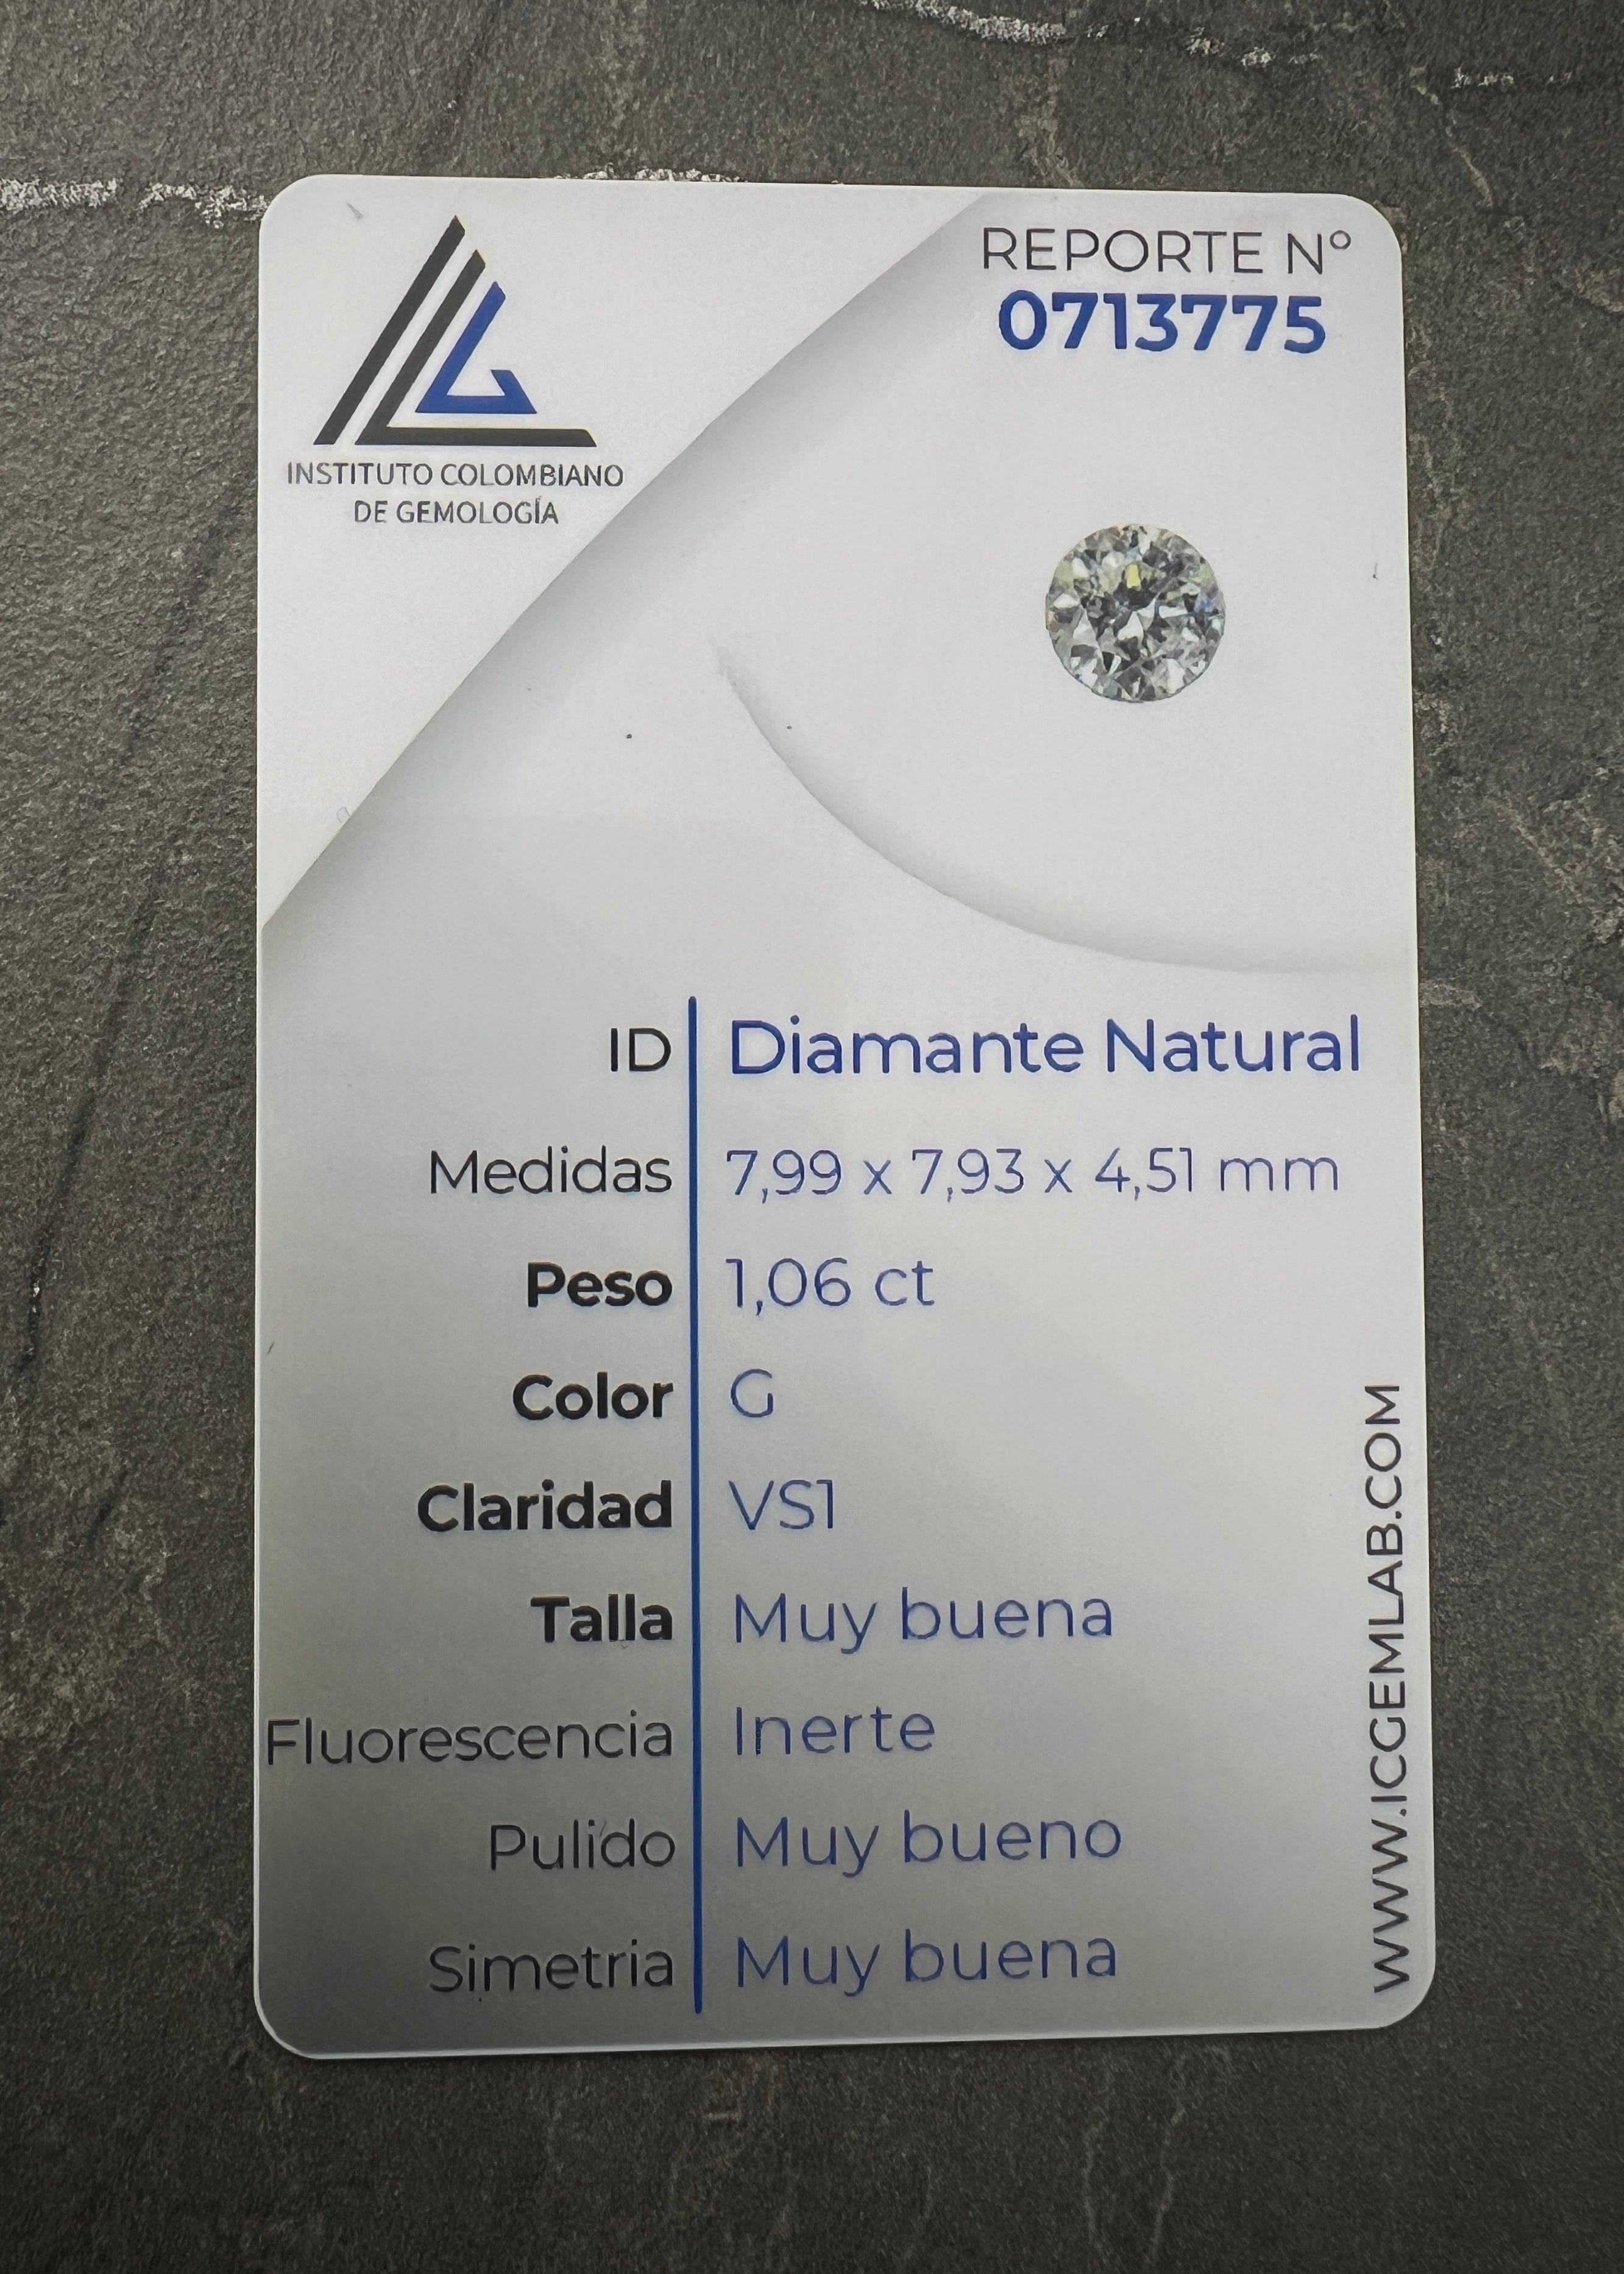 INSTITUTO COLOMBIANO
DE GEMOLOGÍA
REPORTE Nº
0713775
ID Diamante Natural
Medidas 7,99 x 7,93 x 4,51 mm
Peso 1,06 ct
Color G
Claridad VS1
Talla Muy buena
Fluorescencia Inerte
Pulido Muy bueno
Simetria Muy buena
WWW.ICGEMLAB.COM